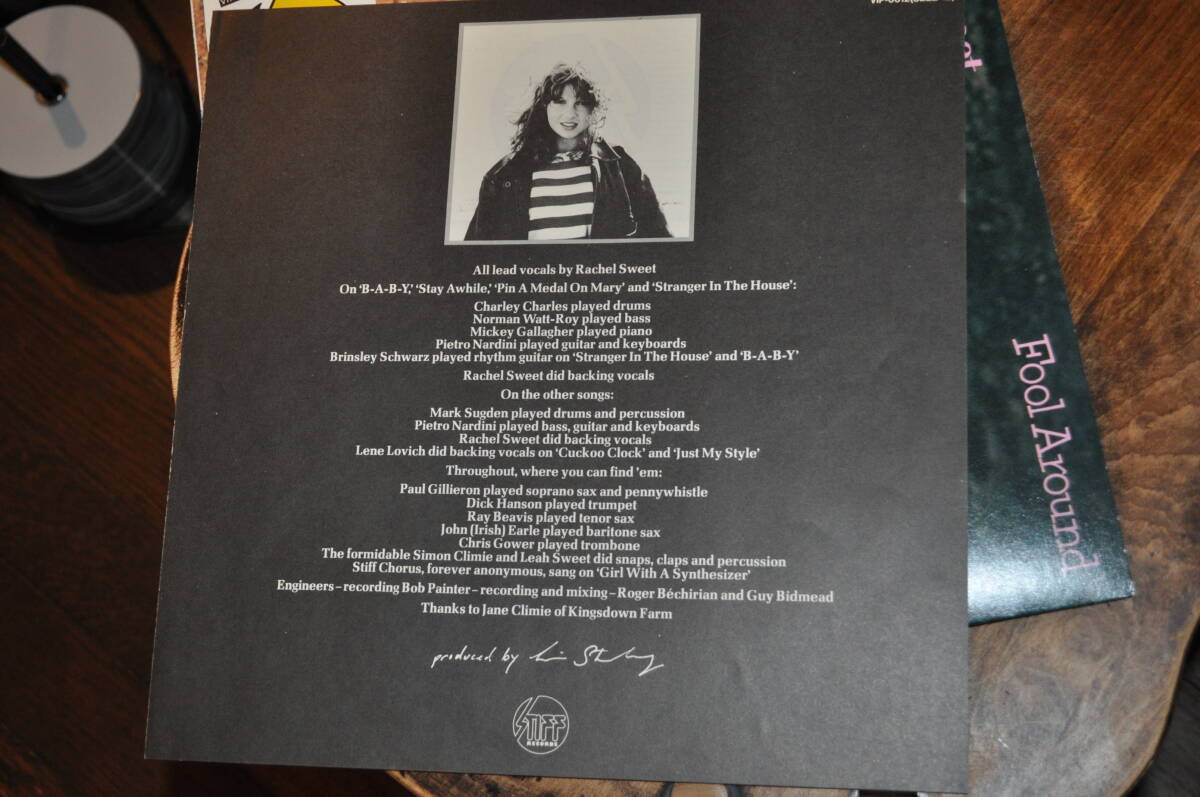 All lead vocals by Rachel Sweet
On ‘B-A-B-Y,’ ‘Stay Awhile,’ ‘Pin A Medal On Mary’ and ‘Stranger In The House’:
Charley Charles played drums
Norman Watt-Roy played bass
Mickey Gallagher played piano
Pietro Nardini played guitar and keyboards
Brinsley Schwarz played rhythm guitar on ‘Stranger In The House’ and ‘B-A-B-Y’
Rachel Sweet did backing vocals
On the other songs:
Mark Sugden played drums and percussion
Pietro Nardini played bass, guitar and keyboards
Rachel Sweet did backing vocals
Lene Lovich did backing vocals on ‘Cuckoo Clock’ and ‘Just My Style’
Throughout, where you can find ’em:
Paul Gillieron played soprano sax and pennywhistle
Dick Hanson played trumpet
Ray Beavis played tenor sax
John (Irish) Earle played baritone sax
Chris Gower played trombone
The formidable Simon Climie and Leah Sweet did snaps, claps and percussion
Stiff Chorus, forever anonymous, sang on ‘Girl With A Synthesizer’
Engineers – recording Bob Painter – recording and mixing – Roger Béchirian and Guy Bidmead
Thanks to Jane Climie of Kingsdown Farm
produced by
STIFF
RECORDS
Fool Around